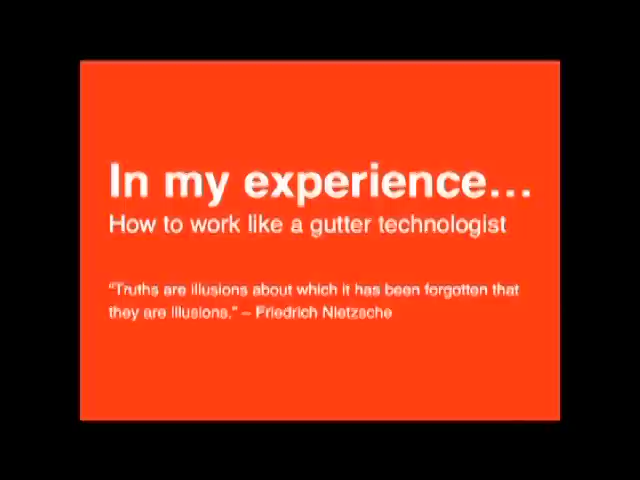 In my experience...
How to work like a gutter technologist
"Truths are illusions about which it has been forgotten that
they are illusions." – Friedrich Nietzsche